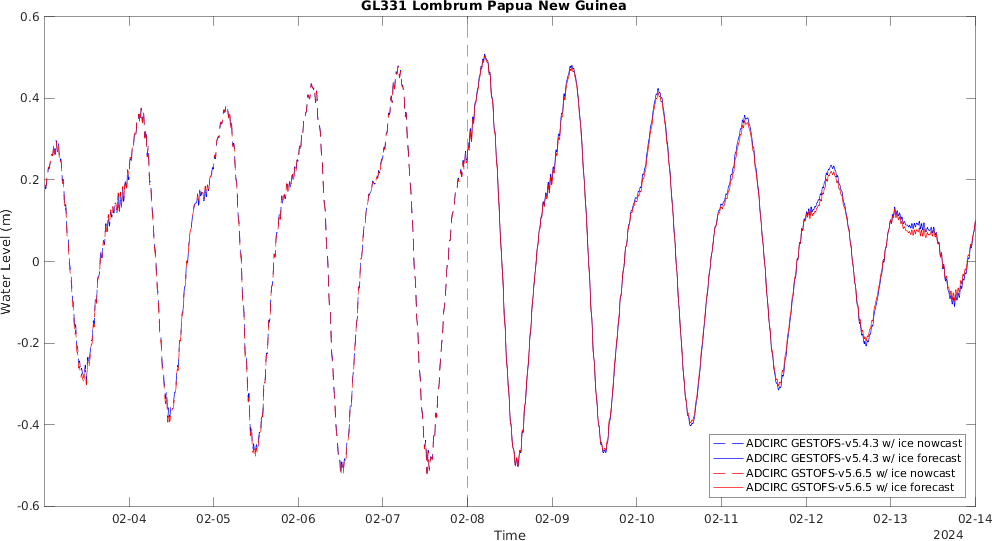 GL331 Lombrum Papua New Guinea
0.6
0.4
0.2
0
-0.2
-0.4
-0.6
Water Level (m)
ADCIRC GESTOFS-v5.4.3 w/ ice nowcast
ADCIRC GESTOFS-v5.4.3 w/ ice forecast
ADCIRC GSTOFS-v5.6.5 w/ ice nowcast
ADCIRC GSTOFS-v5.6.5 w/ ice forecast
02-04 02-05 02-06 02-07 02-08 02-09 02-10 02-11 02-12 02-13 02-14
Time
2024